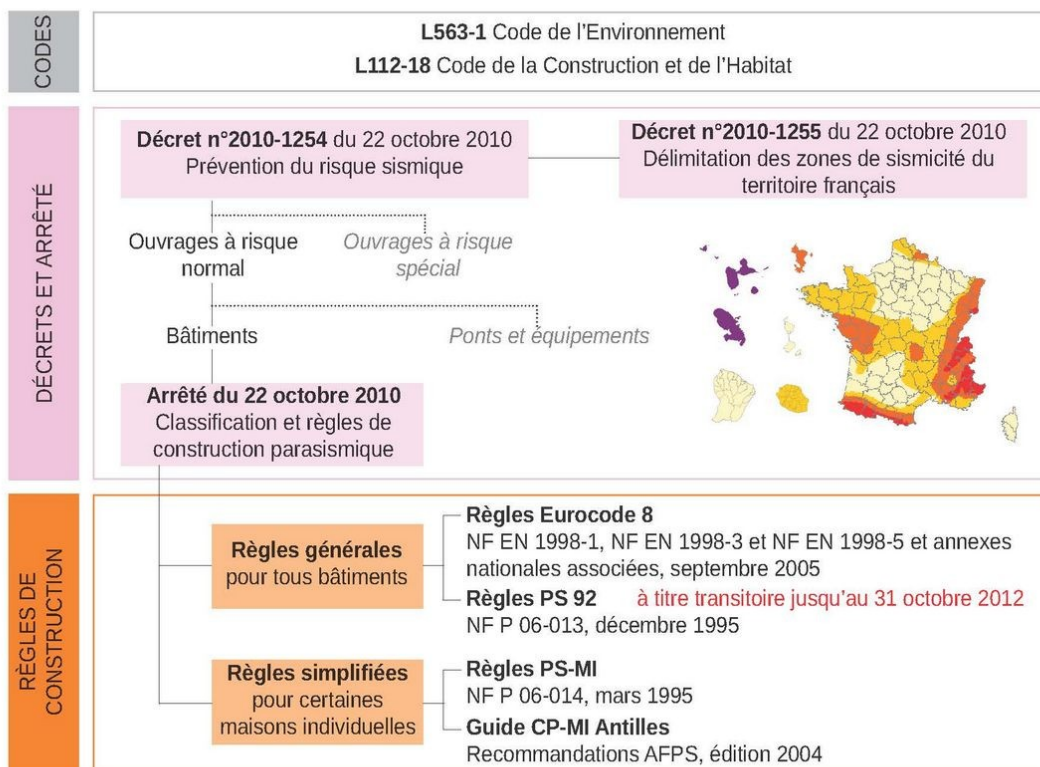 CODES
L563-1 Code de l'Environnement
L112-18 Code de la Construction et de l'Habitat
DÉCRETS ET ARRÊTÉ
Décret n°2010-1254 du 22 octobre 2010
Prévention du risque sismique
Décret n°2010-1255 du 22 octobre 2010
Délimitation des zones de sismicité du
territoire français
Ouvrages à risque
normal
Ouvrages à risque
spécial
Bâtiments
Ponts et équipements
Arrêté du 22 octobre 2010
Classification et règles de
construction parasismique
RÈGLES DE
CONSTRUCTION
Règles générales
pour tous bâtiments
Règles Eurocode 8
NF EN 1998-1, NF EN 1998-3 et NF EN 1998-5 et annexes
nationales associées, septembre 2005
Règles PS 92 à titre transitoire jusqu'au 31 octobre 2012
NF P 06-013, décembre 1995
Règles simplifiées
pour certaines
maisons individuelles
Règles PS-MI
NF P 06-014, mars 1995
Guide CP-MI Antilles
Recommandations AFPS, édition 2004